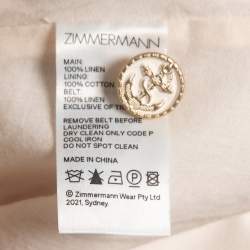 ZIMMERMANN
MAIN:
100% LINEN
LINING:
100% COTTON
BELT:
100% LINEN
EXCLUSIVE OF TRIM
REMOVE BELT BEFORE
LAUNDERING
DRY CLEAN ONLY CODE P
COOL IRON
DO NOT SPOT CLEAN
MADE IN CHINA
© Zimmermann Wear Pty Ltd
2021, Sydney.